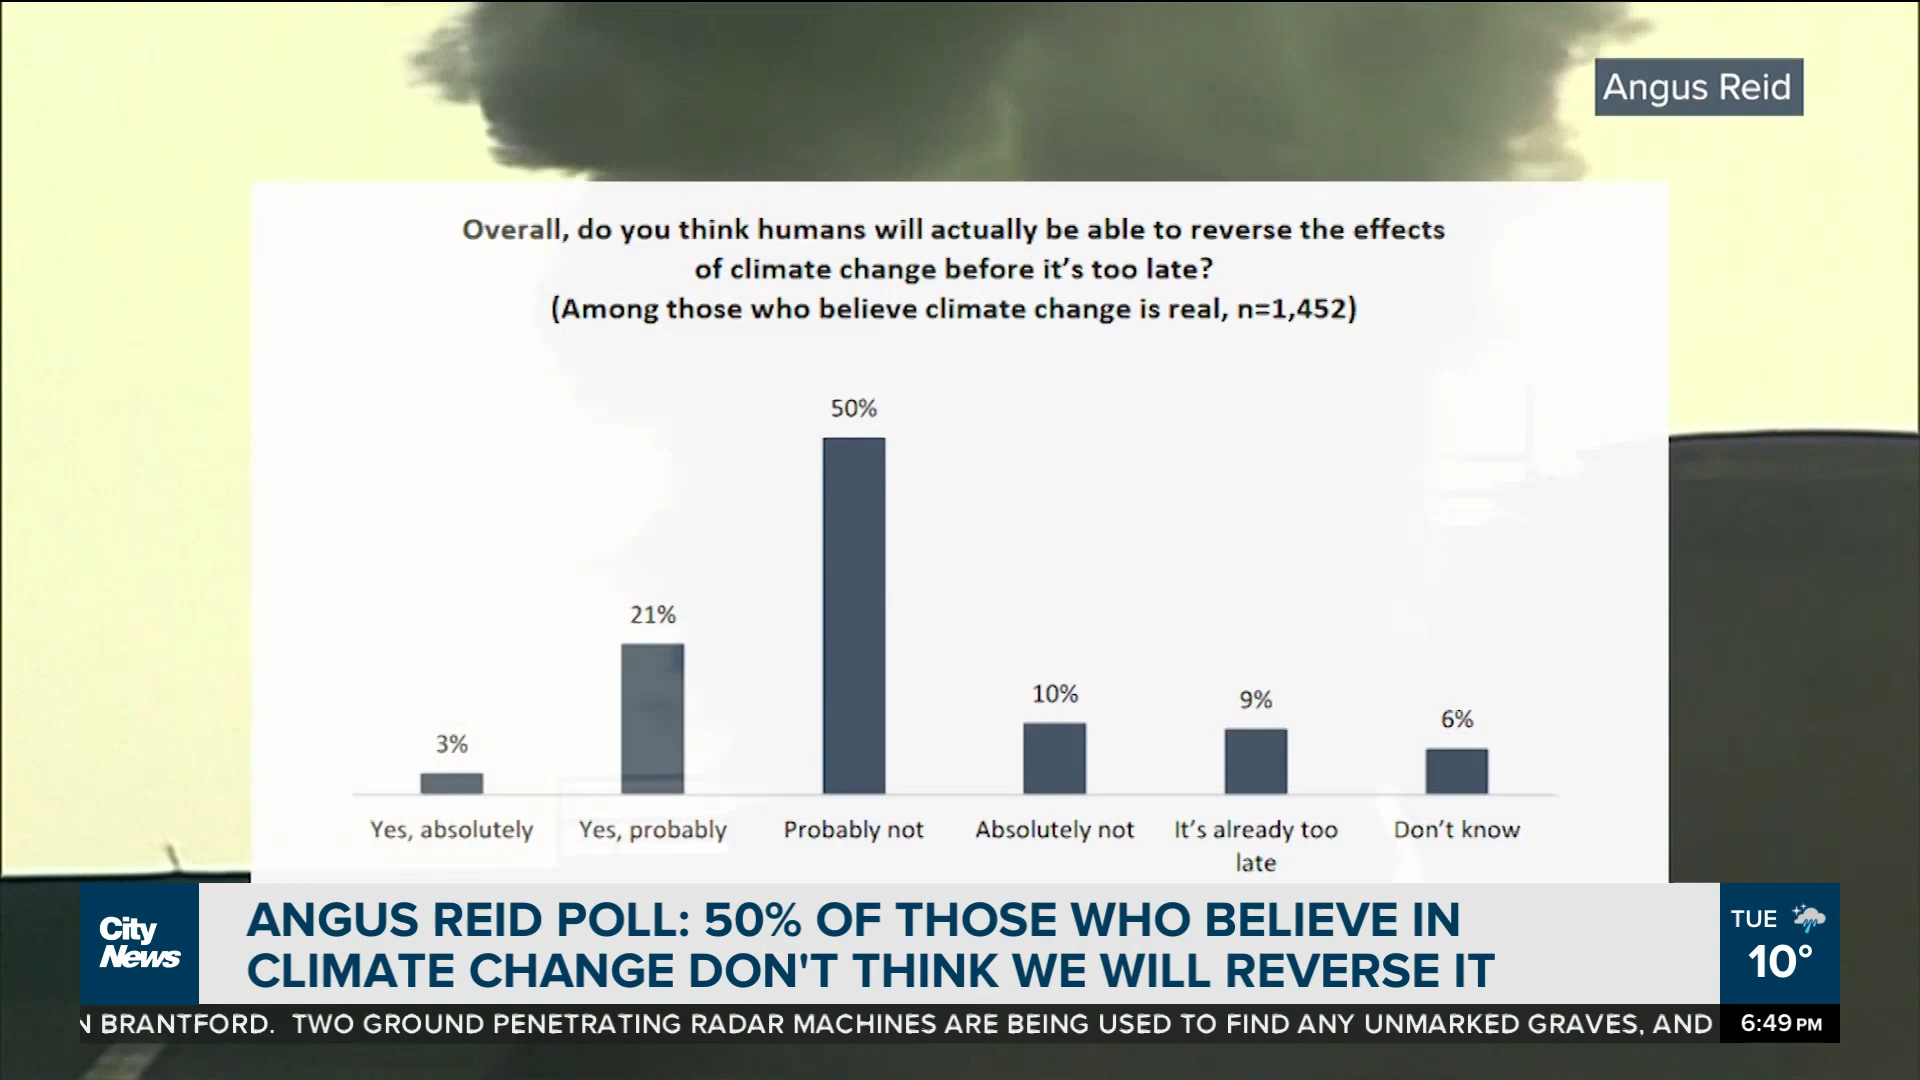 Angus Reid
Overall, do you think humans will actually be able to reverse the effects
of climate change before it's too late?
(Among those who believe climate change is real, n=1,452)
50%
21%
10%
9%
6%
3%
Yes, absolutely
Yes, probably
Probably not
Absolutely not
It's already too
late
Don't know
City
News
ANGUS REID POLL: 50% OF THOSE WHO BELIEVE IN
CLIMATE CHANGE DON'T THINK WE WILL REVERSE IT
TUE
10°
N BRANTFORD. TWO GROUND PENETRATING RADAR MACHINES ARE BEING USED TO FIND ANY UNMARKED GRAVES, AND
6:49 PM